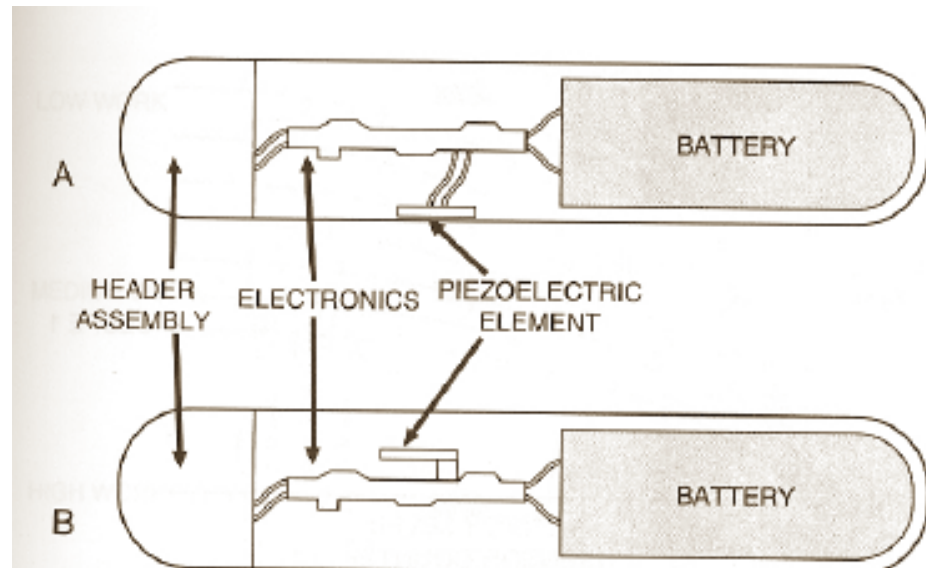 A
BATTERY
HEADER
ASSEMBLY
ELECTRONICS
PIEZOELECTRIC
ELEMENT
B
BATTERY